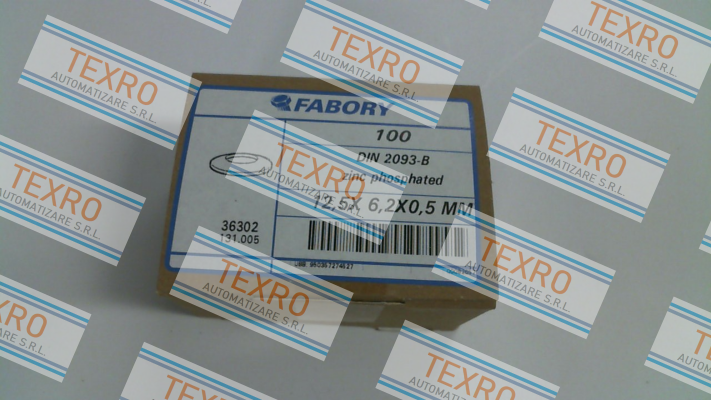 FABORY
100
DIN 2093-B
zinc phosphated
12,5X 6,2X0,5 MM
36302
131.005
TEXRO
AUTOMATIZARE S.R.L.